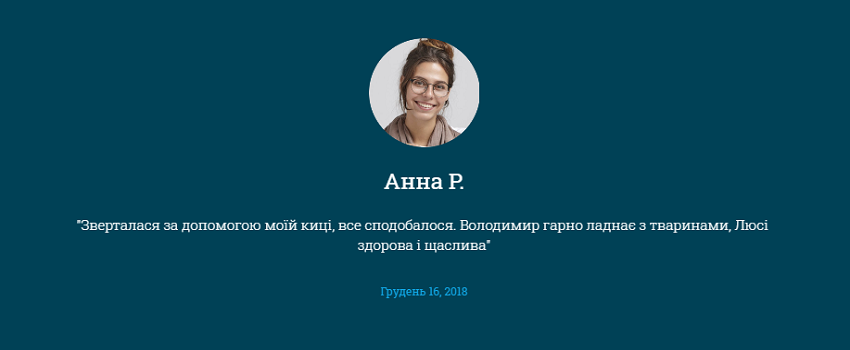 Анна Р.
"Зверталася за допомогою моїй киці, все сподобалося. Володимир гарно ладнає з тваринами, Люсі
здорова і щаслива"
Грудень 16, 2018